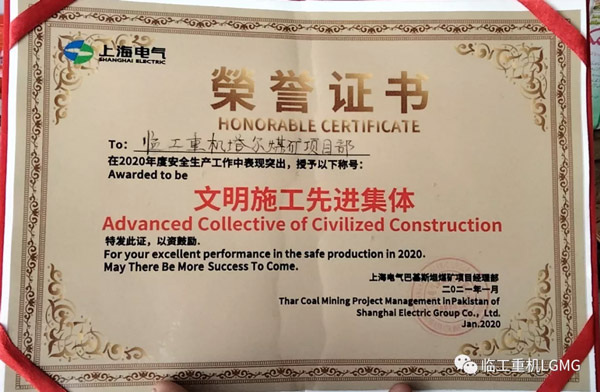 上海电气
SHANGHAI ELECTRIC
榮誉证书
HONORABLE CERTIFICATE
To: 临工重机塔尔煤矿项目部
在2020年度安全生产工作中表现突出，授予以下称号：
Awarded to be
文明施工先进集体
Advanced Collective of Civilized Construction
特发此证，以资鼓励.
For your excellent performance in the safe production in 2020.
May There Be More Success To Come.
上海电气巴基斯坦煤矿项目经理部
二〇二一年一月
Thar Coal Mining Project Management in Pakistan of
Shanghai Electric Group Co., Ltd.
Jan.2020
临工重机LGMG